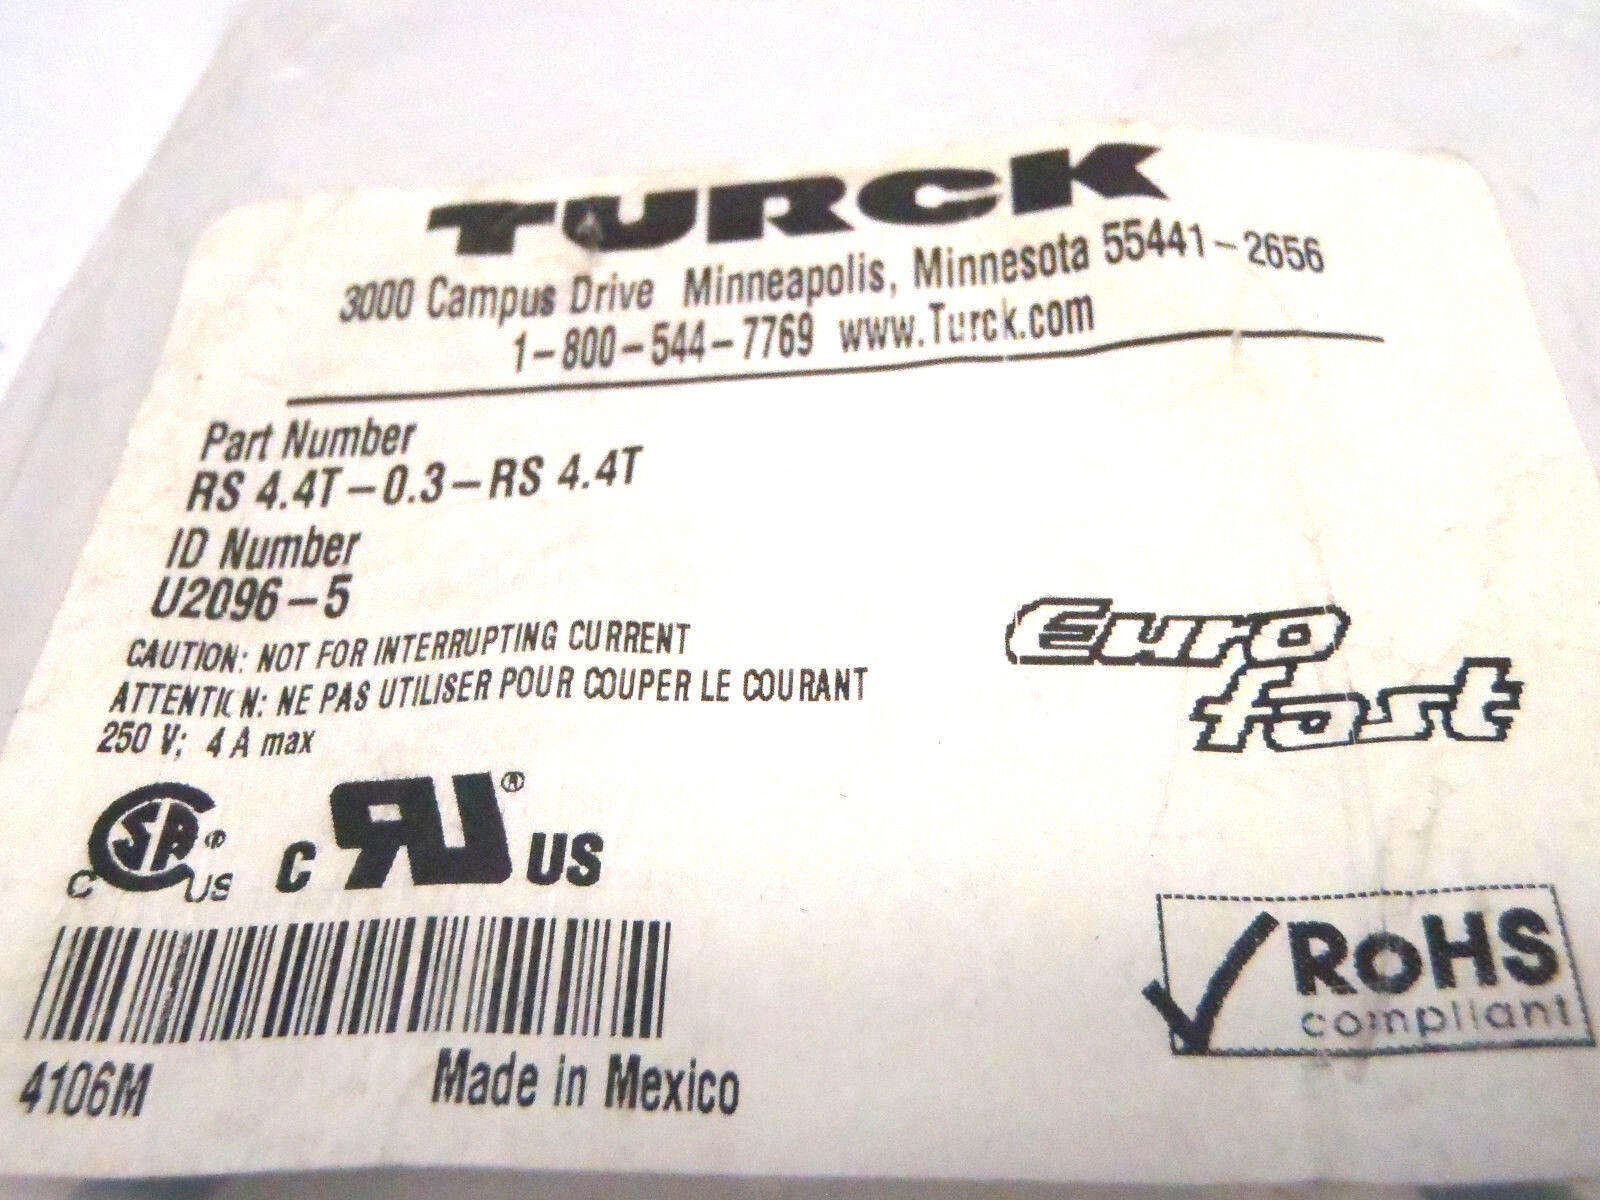 TURCK
3000 Campus Drive Minneapolis, Minnesota 55441-2656
1-800-544-7769 www.Turck.com
Part Number
RS 4.4T-0.3-RS 4.4T
ID Number
U2096-5
CAUTION: NOT FOR INTERRUPTING CURRENT
ATTENTION: NE PAS UTILISER POUR COUPER LE COURANT
250 V; 4 A max
Euro
fast
CSA® C US
C RU® US
RoHS
compliant
4106M
Made in Mexico